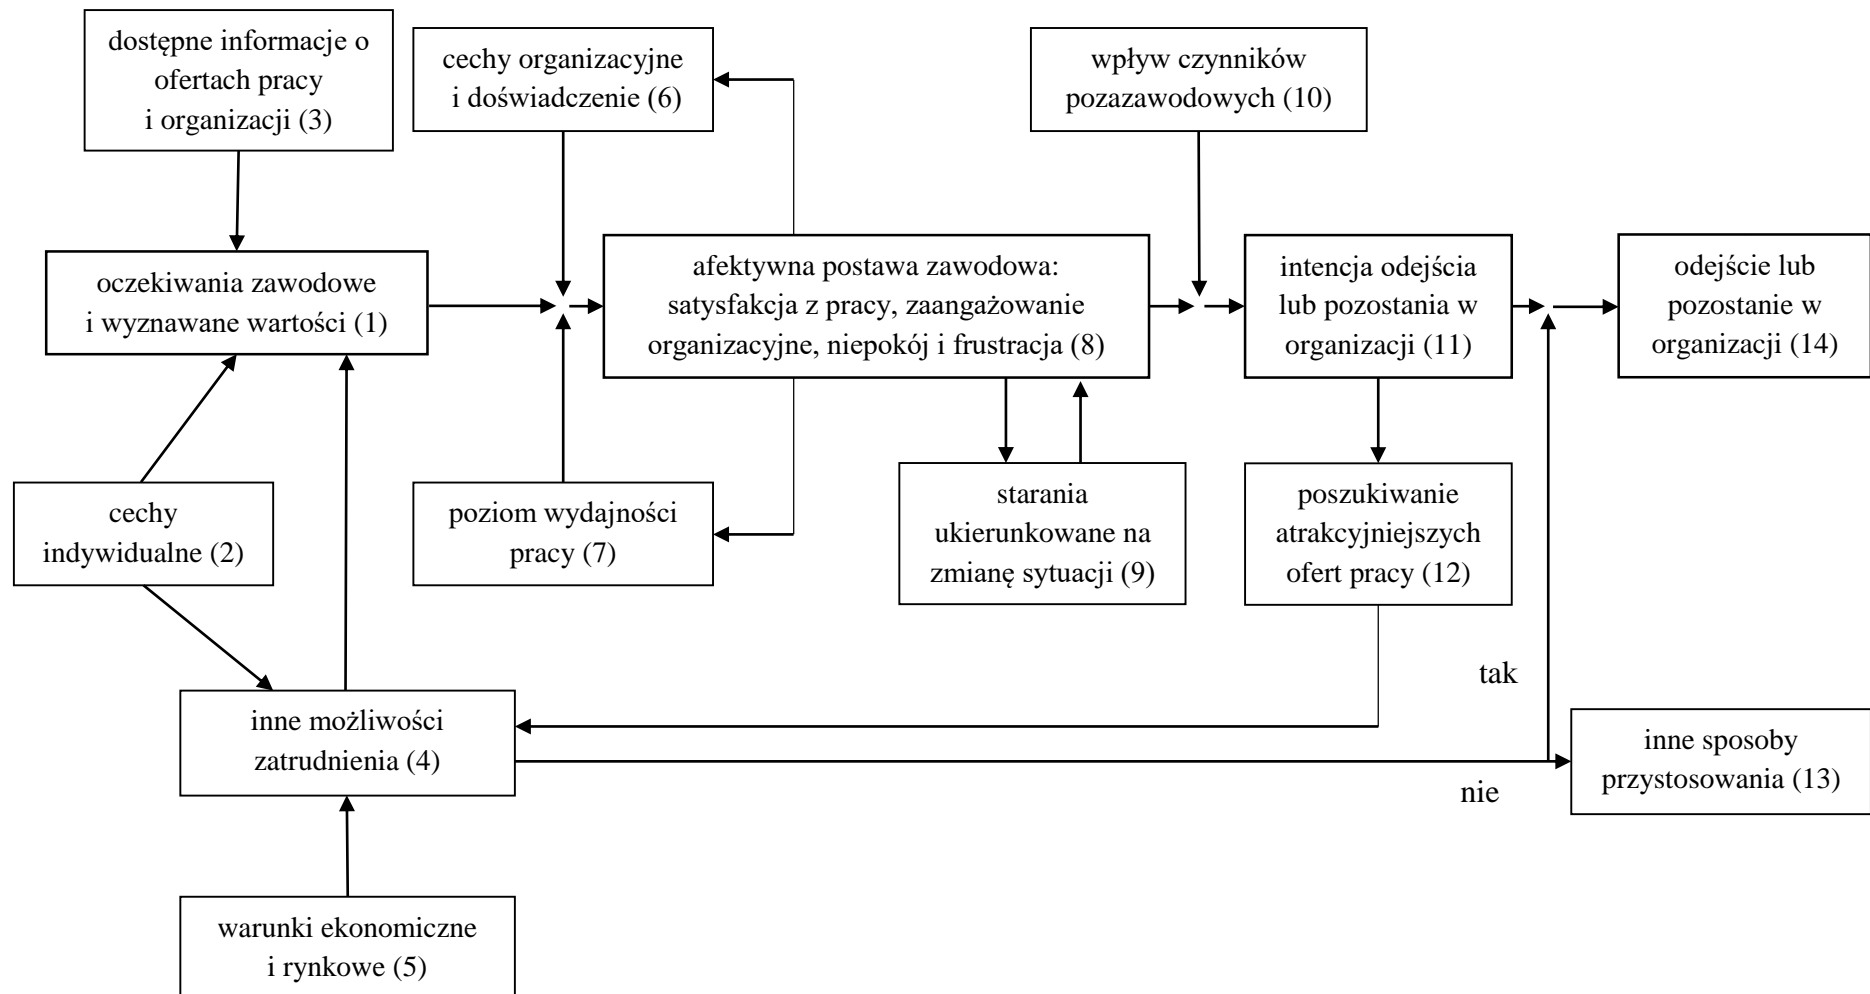 dostępne informacje o
ofertach pracy
i organizacji (3)
cechy organizacyjne
i doświadczenie (6)
wpływ czynników
pozazawodowych (10)
oczekiwania zawodowe
i wyznawane wartości (1)
afektywna postawa zawodowa:
satysfakcja z pracy, zaangażowanie
organizacyjne, niepokój i frustracja (8)
intencja odejścia
lub pozostania w
organizacji (11)
odejście lub
pozostanie w
organizacji (14)
cechy
indywidualne (2)
poziom wydajności
pracy (7)
starania
ukierunkowane na
zmianę sytuacji (9)
poszukiwanie
atrakcyjniejszych
ofert pracy (12)
tak
inne możliwości
zatrudnienia (4)
nie
inne sposoby
przystosowania (13)
warunki ekonomiczne
i rynkowe (5)